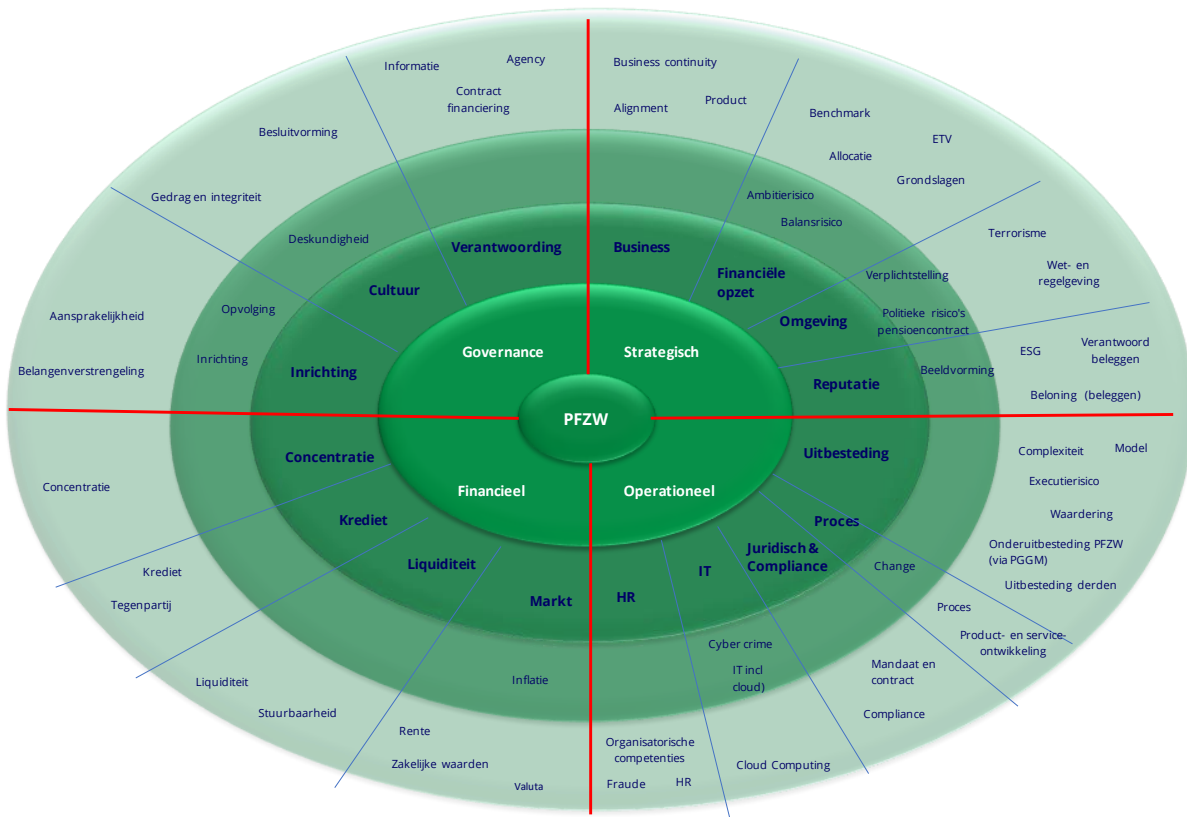 Informatie
Agency
Contract
financiering
Besluitvorming
Gedrag en integriteit
Deskundigheid
Opvolging
Inrichting
Aansprakelijkheid
Belangenverstrengeling
Verantwoording
Cultuur
Inrichting
Governance
Business continuity
Alignment
Product
Benchmark
ETV
Allocatie
Grondslagen
Ambitierisico
Balansrisico
Terrorisme
Wet- en
regelgeving
Verplichtstelling
Politieke risico's
pensioencontract
ESG
Verantwoord
beleggen
Beeldvorming
Beloning (beleggen)
Business
Financiële
opzet
Omgeving
Reputatie
Strategisch
PFZW
Financieel
Operationeel
Concentratie
Krediet
Liquiditeit
Markt
Concentratie
Krediet
Tegenpartij
Liquiditeit
Stuurbaarheid
Inflatie
Rente
Zakelijke waarden
Valuta
Uitbesteding
Proces
Juridisch &
Compliance
IT
HR
Complexiteit
Model
Executierisico
Waardering
Onderuitbesteding PFZW
(via PGGM)
Uitbesteding derden
Change
Proces
Product- en service-
ontwikkeling
Mandaat en
contract
Compliance
Cyber crime
IT incl
cloud)
Cloud Computing
Organisatorische
competenties
Fraude
HR